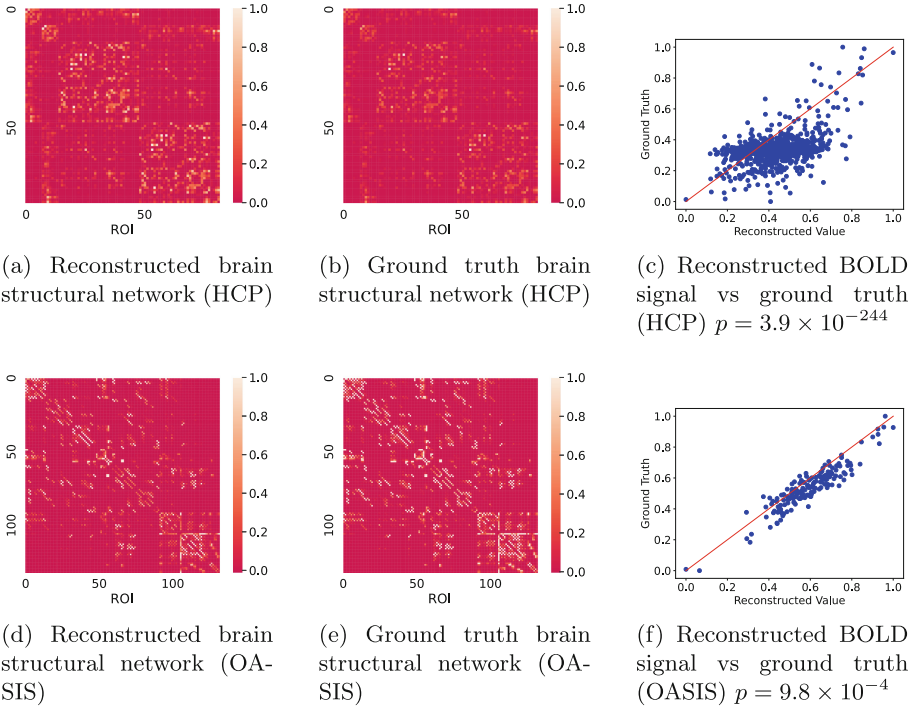 0
50
0 50
ROI
1.0
0.8
0.6
0.4
0.2
0.0
(a) Reconstructed brain
structural network (HCP)
0
50
0 50
ROI
1.0
0.8
0.6
0.4
0.2
0.0
(b) Ground truth brain
structural network (HCP)
Ground Truth
1.0
0.8
0.6
0.4
0.2
0.0
0.0 0.2 0.4 0.6 0.8 1.0
Reconstructed Value
(c) Reconstructed BOLD
signal vs ground truth
(HCP) p = 3.9 × 10⁻²⁴⁴
0
50
100
0 50 100
ROI
1.0
0.8
0.6
0.4
0.2
0.0
(d) Reconstructed brain
structural network (OA-
SIS)
0
50
100
0 50 100
ROI
1.0
0.8
0.6
0.4
0.2
0.0
(e) Ground truth brain
structural network (OA-
SIS)
Ground Truth
1.0
0.8
0.6
0.4
0.2
0.0
0.0 0.2 0.4 0.6 0.8 1.0
Reconstructed Value
(f) Reconstructed BOLD
signal vs ground truth
(OASIS) p = 9.8 × 10⁻⁴